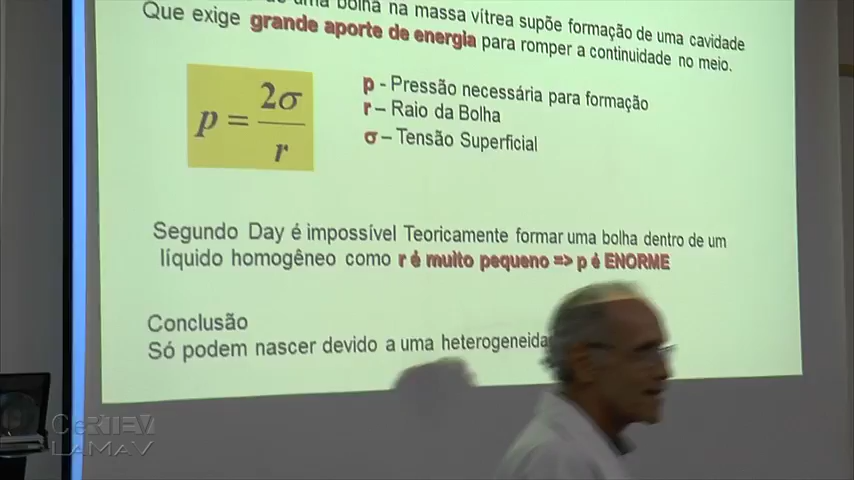 uma bolha na massa vítrea supõe formação de uma cavidade
Que exige grande aporte de energia para romper a continuidade no meio.
p = 2σ / r
p - Pressão necessária para formação
r – Raio da Bolha
σ – Tensão Superficial
Segundo Day é impossível Teoricamente formar uma bolha dentro de um
líquido homogêneo como r é muito pequeno => p é ENORME
Conclusão
Só podem nascer devido a uma heterogeneida
CeRTEV
LAMAV